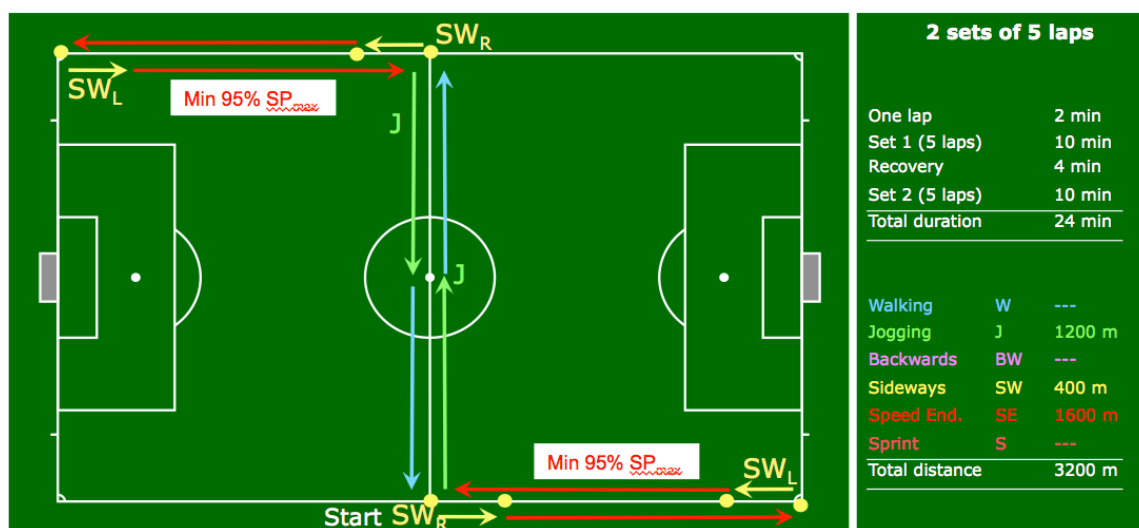 SWR
SWL
Min 95% SPmax
J
J
Min 95% SPmax
SWL
Start SWR
2 sets of 5 laps
One lap 2 min
Set 1 (5 laps) 10 min
Recovery 4 min
Set 2 (5 laps) 10 min
Total duration 24 min
Walking W ---
Jogging J 1200 m
Backwards BW ---
Sideways SW 400 m
Speed End. SE 1600 m
Sprint S ---
Total distance 3200 m